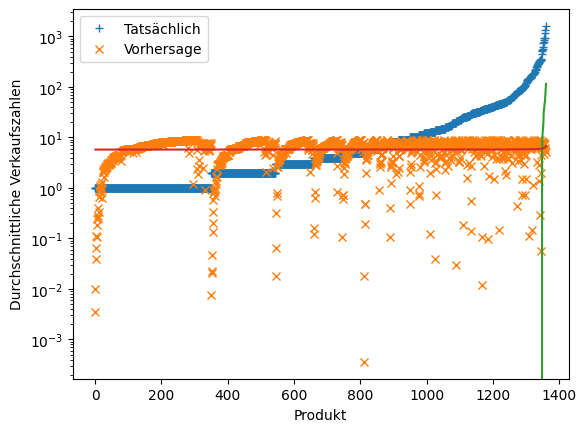 Tatsächlich
Vorhersage
10³
10²
10¹
10⁰
10⁻¹
10⁻²
10⁻³
Durchschnittliche Verkaufszahlen
0 200 400 600 800 1000 1200 1400
Produkt